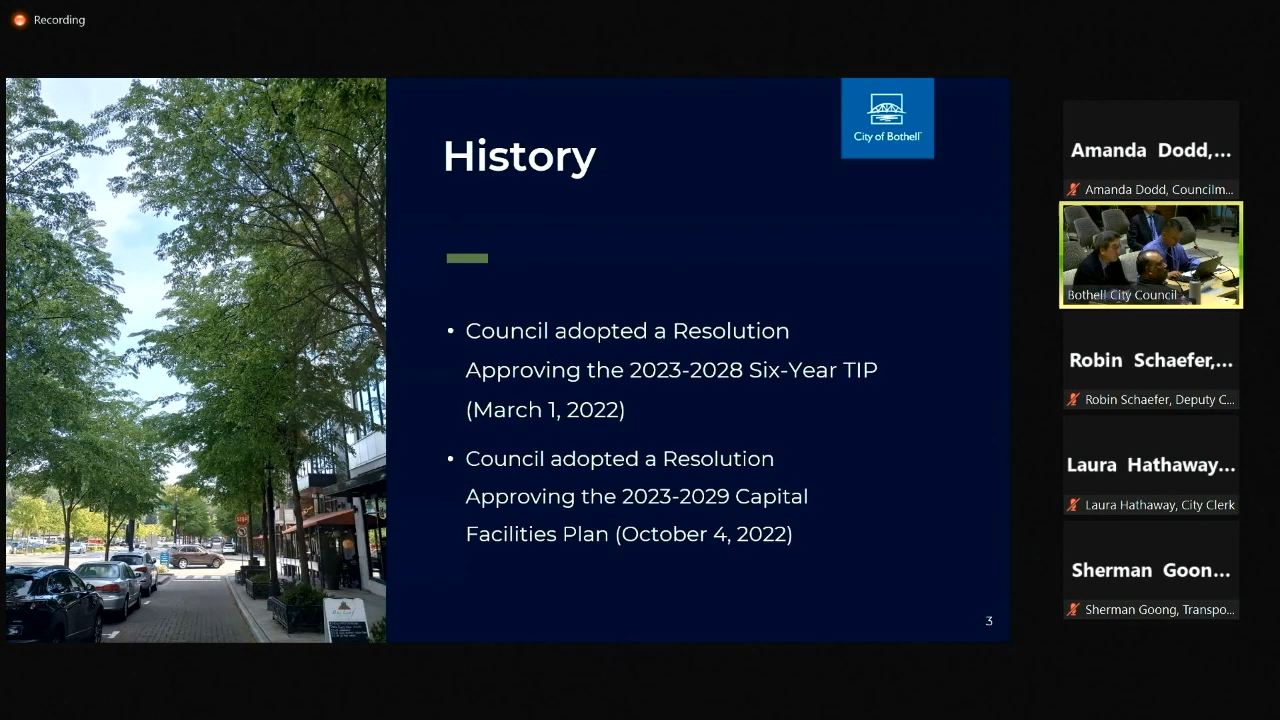 Recording
City of Bothell
History
• Council adopted a Resolution
Approving the 2023-2028 Six-Year TIP
(March 1, 2022)
• Council adopted a Resolution
Approving the 2023-2029 Capital
Facilities Plan (October 4, 2022)
3
STOP
Amanda Dodd,...
Amanda Dodd, Councilm...
Bothell City Council
Robin Schaefer,...
Robin Schaefer, Deputy C...
Laura Hathaway...
Laura Hathaway, City Clerk
Sherman Goon...
Sherman Goong, Transpo...